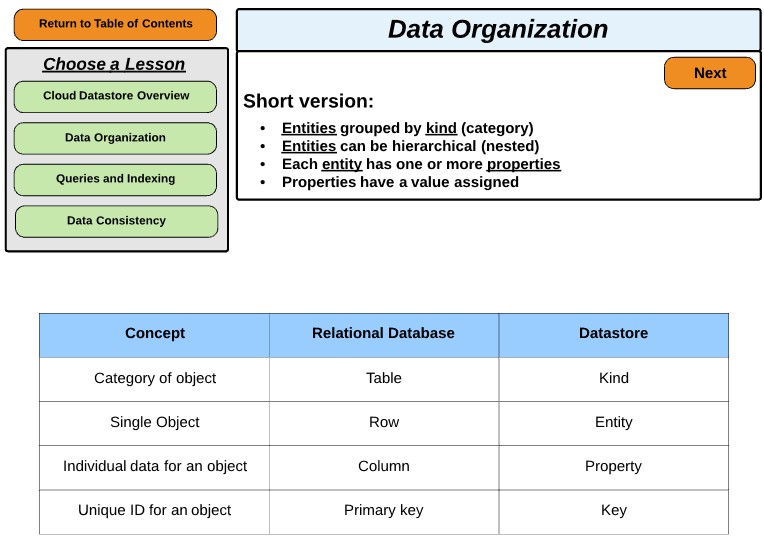 Return to Table of Contents
Choose a Lesson
Cloud Datastore Overview
Data Organization
Queries and Indexing
Data Consistency
Data Organization
Next
Short version:
• Entities grouped by kind (category)
• Entities can be hierarchical (nested)
• Each entity has one or more properties
• Properties have a value assigned
Concept Relational Database Datastore
Category of object Table Kind
Single Object Row Entity
Individual data for an object Column Property
Unique ID for an object Primary key Key